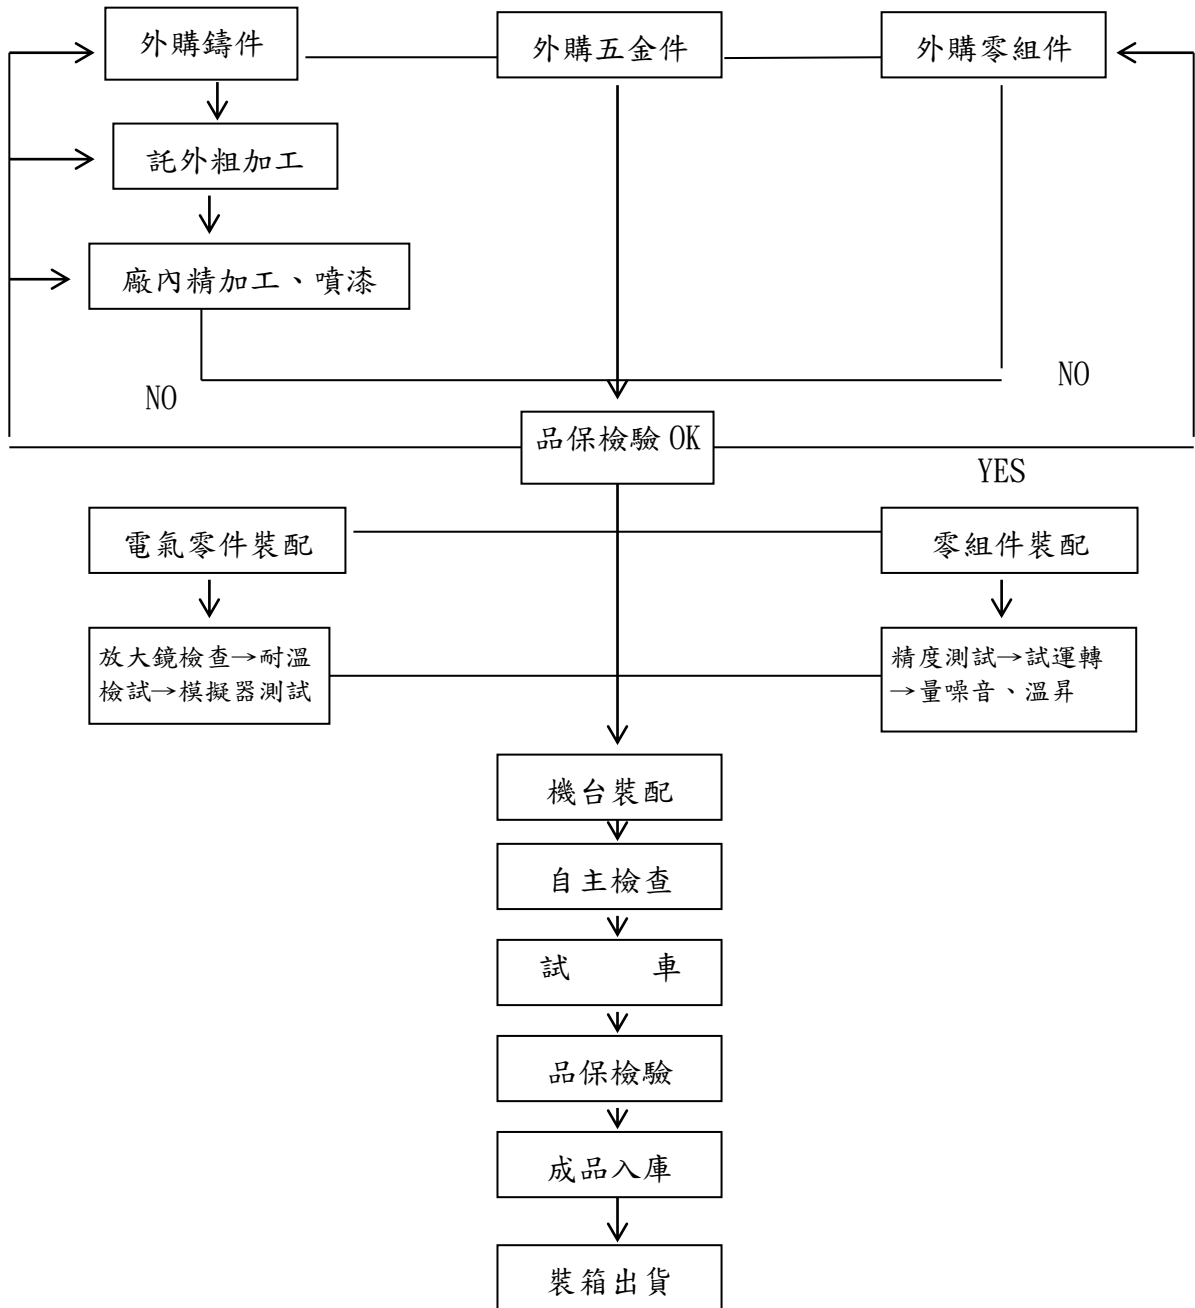 外購鑄件
外購五金件
外購零組件
託外粗加工
廠內精加工、噴漆
NO
NO
品保檢驗 OK
YES
電氣零件裝配
零組件裝配
放大鏡檢查→耐溫
檢試→模擬器測試
精度測試→試運轉
→量噪音、溫昇
機台裝配
自主檢查
試 車
品保檢驗
成品入庫
裝箱出貨